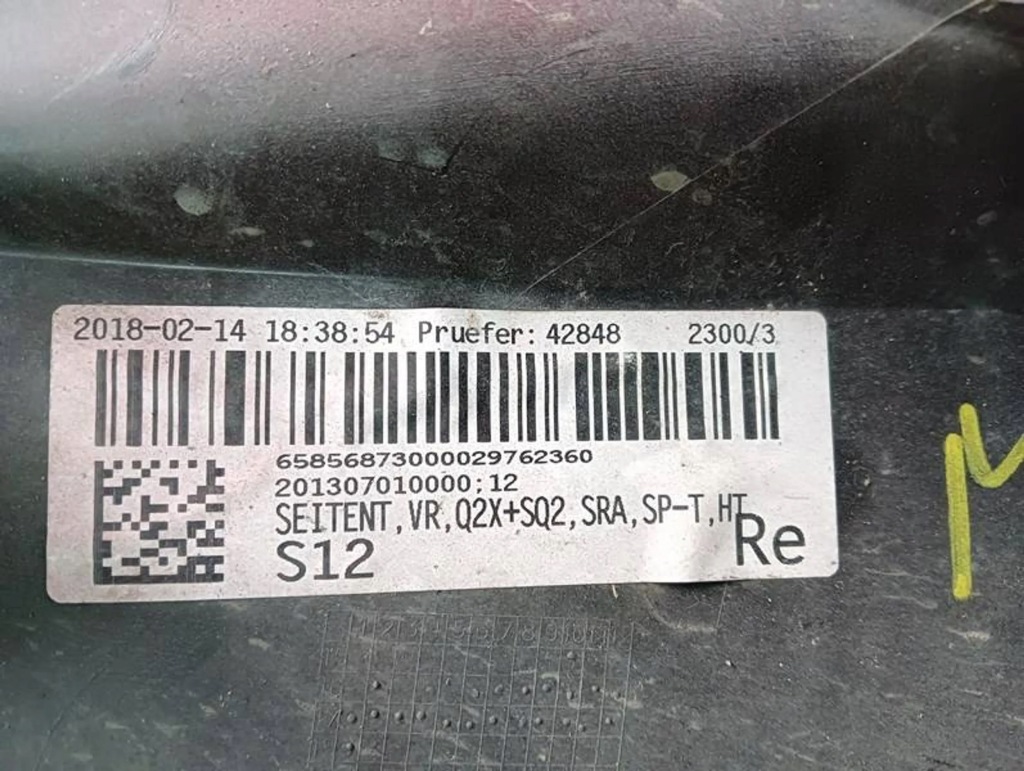 2018-02-14 18:38:54 Pruefer: 42848 2300/3
65856873000029762360
201307010000;12
SEITENT,VR,Q2X+SQ2,SRA,SP-T,HT
S12 Re
M